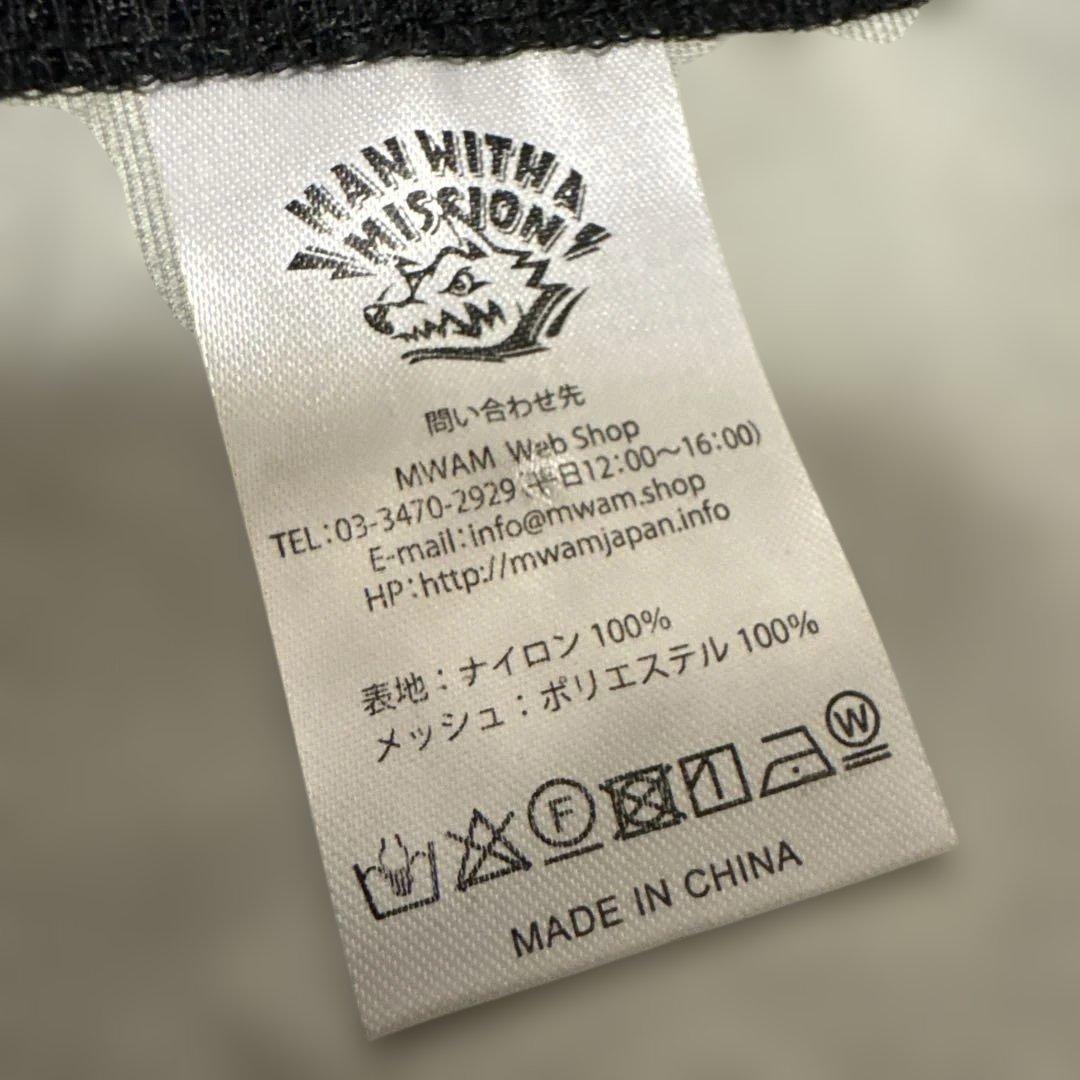 MAN WITH A
MISSION
問い合わせ先
MWAM Web Shop
TEL:03-3470-2929(平日12:00～16:00)
E-mail:info@mwam.shop
HP:http://mwamjapan.info
表地:ナイロン 100%
メッシュ:ポリエステル 100%
F
W
MADE IN CHINA